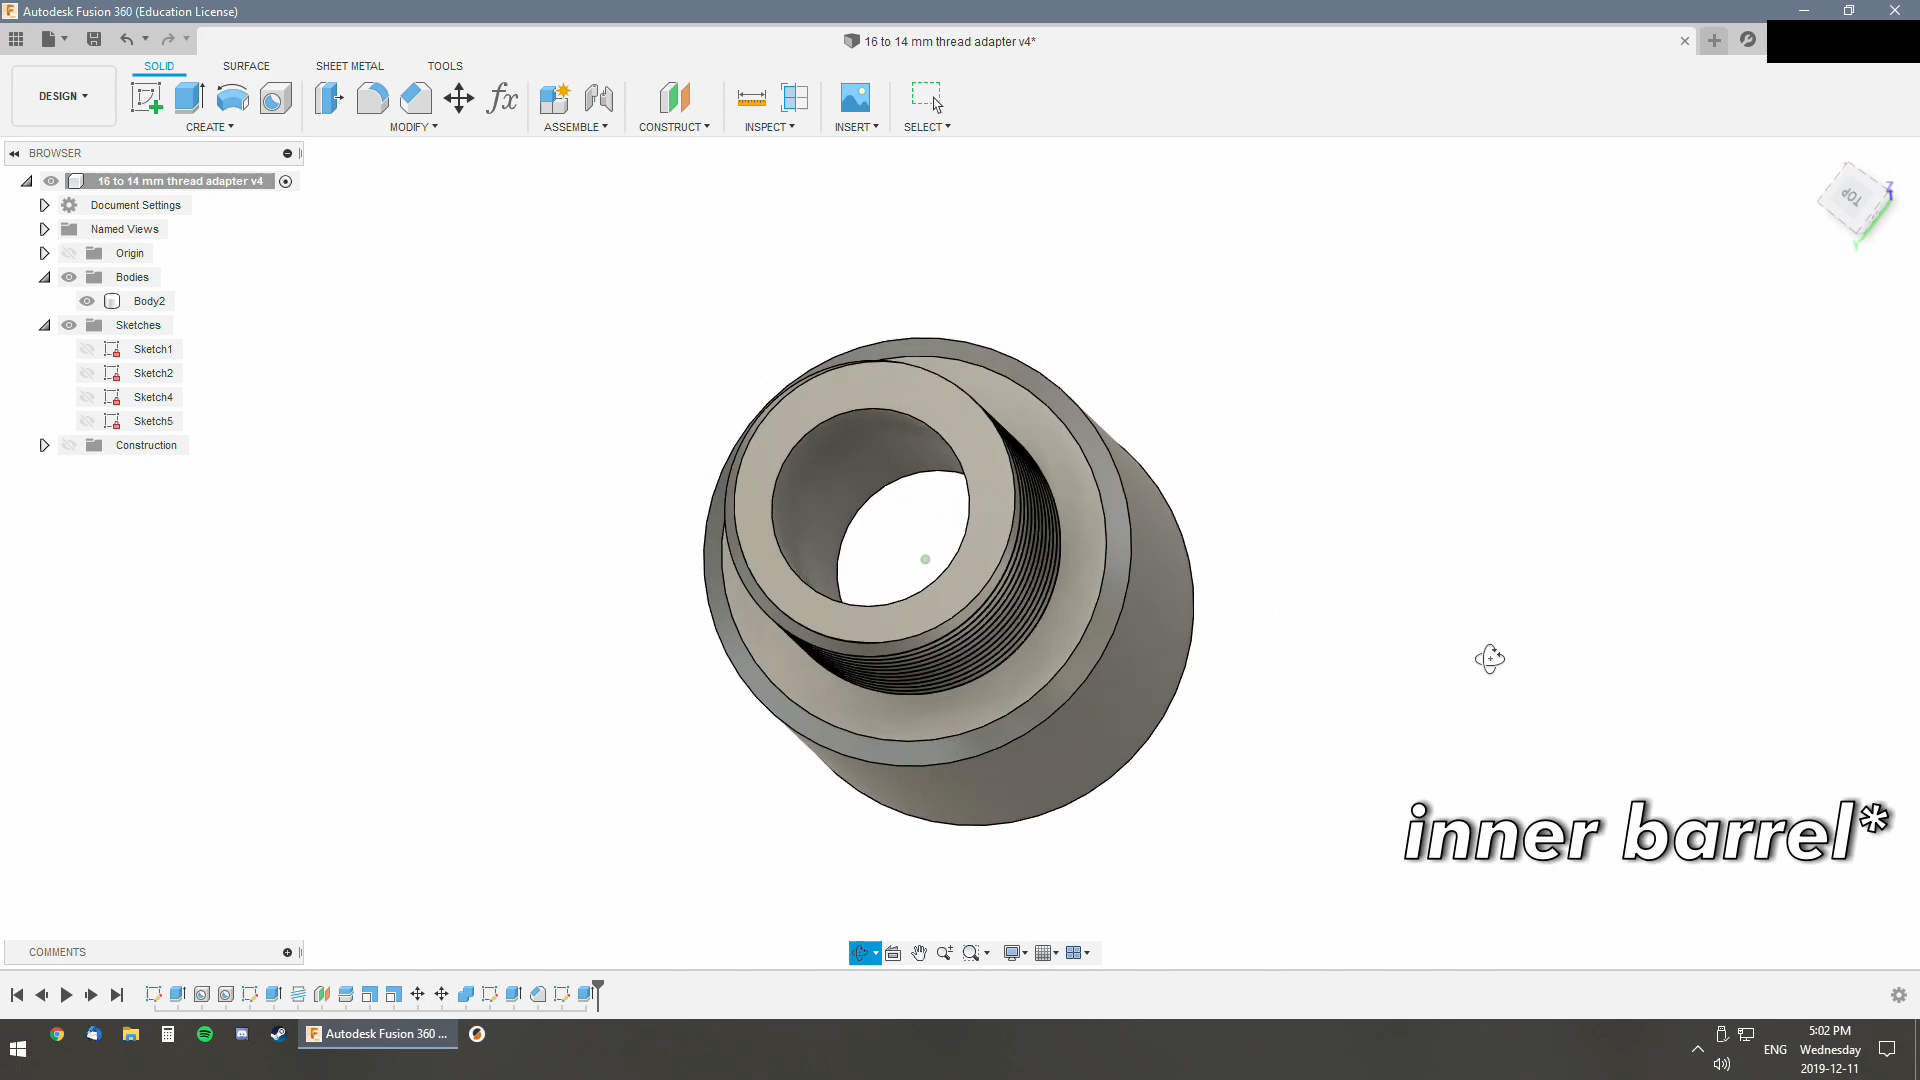 Autodesk Fusion 360 (Education License)
16 to 14 mm thread adapter v4*
SOLID SURFACE SHEET METAL TOOLS
DESIGN
CREATE MODIFY ASSEMBLE CONSTRUCT INSPECT INSERT SELECT
BROWSER
16 to 14 mm thread adapter v4
Document Settings
Named Views
Origin
Bodies
Body2
Sketches
Sketch1
Sketch2
Sketch4
Sketch5
Construction
TOP
Z
Y
inner barrel*
COMMENTS
Autodesk Fusion 360 ...
5:02 PM
ENG Wednesday
2019-12-11